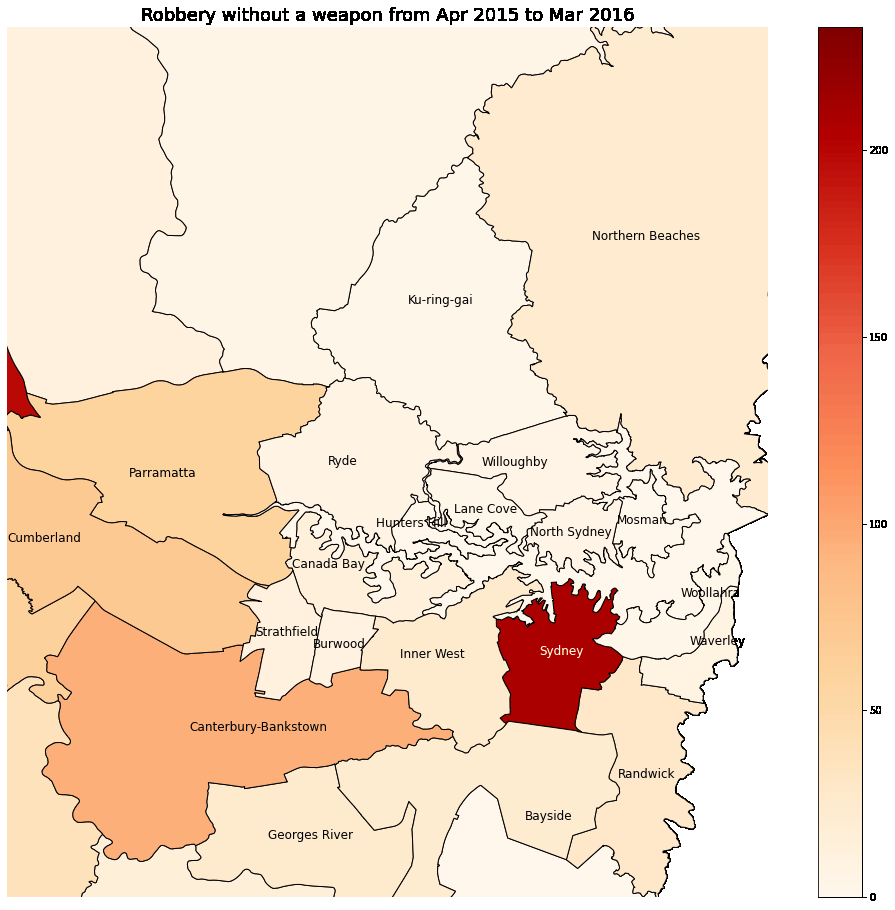 Robbery without a weapon from Apr 2015 to Mar 2016
200
Northern Beaches
Ku-ring-gai
150
Ryde
Willoughby
Parramatta
Lane Cove
Hunters Hill
Mosman
100
North Sydney
Cumberland
Canada Bay
Woollahra
Strathfield
Burwood
Waverley
Inner West
Sydney
50
Canterbury-Bankstown
Randwick
Bayside
Georges River
0